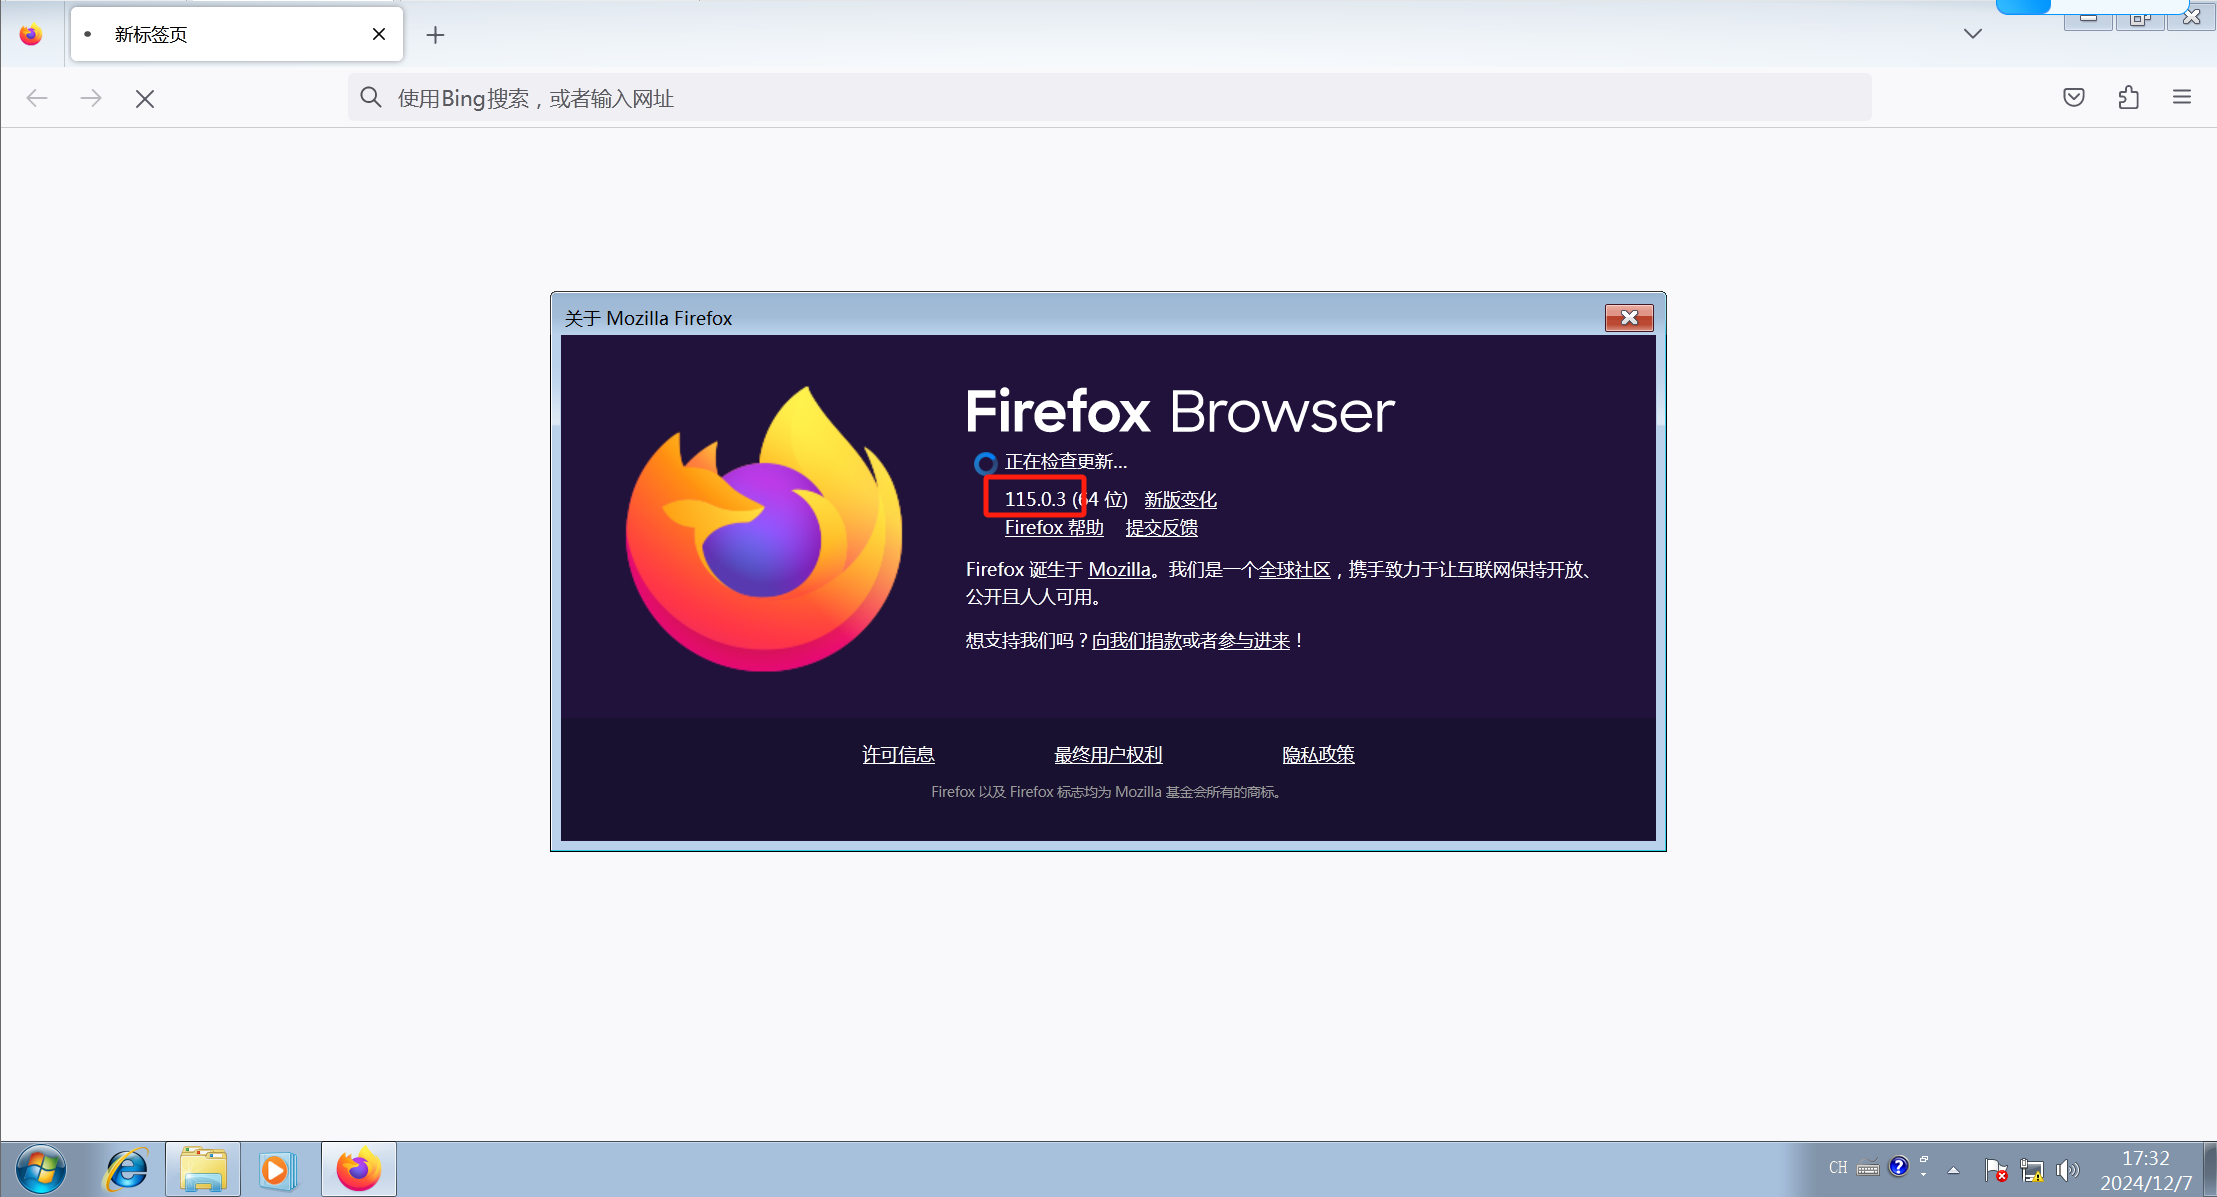 新标签页
使用Bing搜索，或者输入网址
关于 Mozilla Firefox
Firefox Browser
正在检查更新...
115.0.3 (64 位) 新版变化
Firefox 帮助 提交反馈
Firefox 诞生于 Mozilla。我们是一个全球社区，携手致力于让互联网保持开放、
公开且人人可用。
想支持我们吗？向我们捐款或者参与进来！
许可信息 最终用户权利 隐私政策
Firefox 以及 Firefox 标志均为 Mozilla 基金会所有的商标。
CH
17:32
2024/12/7